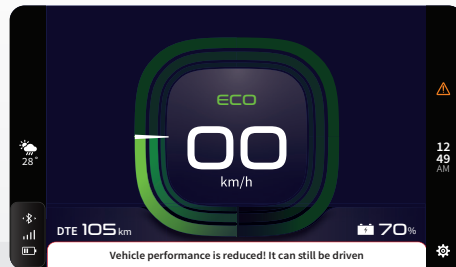 ECO
00
km/h
28°
12
49
AM
DTE 105 km
70%
Vehicle performance is reduced! It can still be driven